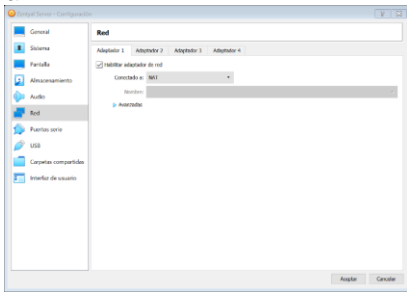 Server - Configuración
General
Sistema
Pantalla
Almacenamiento
Audio
Red
Puertos serie
USB
Carpetas compartidas
Interfaz de usuario
Red
Adaptador 1 Adaptador 2 Adaptador 3 Adaptador 4
Habilitar adaptador de red
Conectado a: NAT
Nombre:
Avanzadas
Aceptar Cancelar